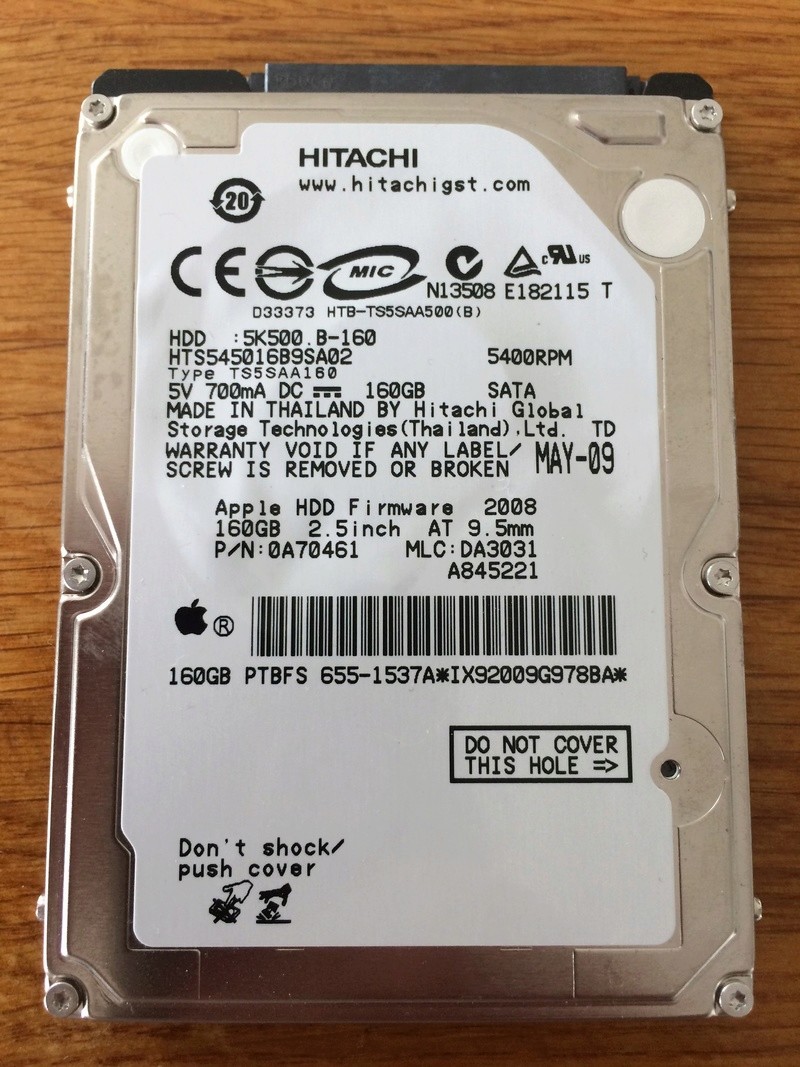 HITACHI
www.hitachigst.com
20
CE MIC c RU US
N13508 E182115 T
D33373 HTB-TS5SAA500(B)
HDD :5K500.B-160
HTS545016B9SA02 5400RPM
Type TS5SAA160
5V 700mA DC 160GB SATA
MADE IN THAILAND BY Hitachi Global
Storage Technologies(Thailand),Ltd. TD
WARRANTY VOID IF ANY LABEL/
SCREW IS REMOVED OR BROKEN MAY-09
Apple HDD Firmware 2008
160GB 2.5inch AT 9.5mm
P/N:0A70461 MLC:DA3031
A845221
®
160GB PTBFS 655-1537A*IX92009G978BA*
DO NOT COVER
THIS HOLE =>
Don't shock/
push cover